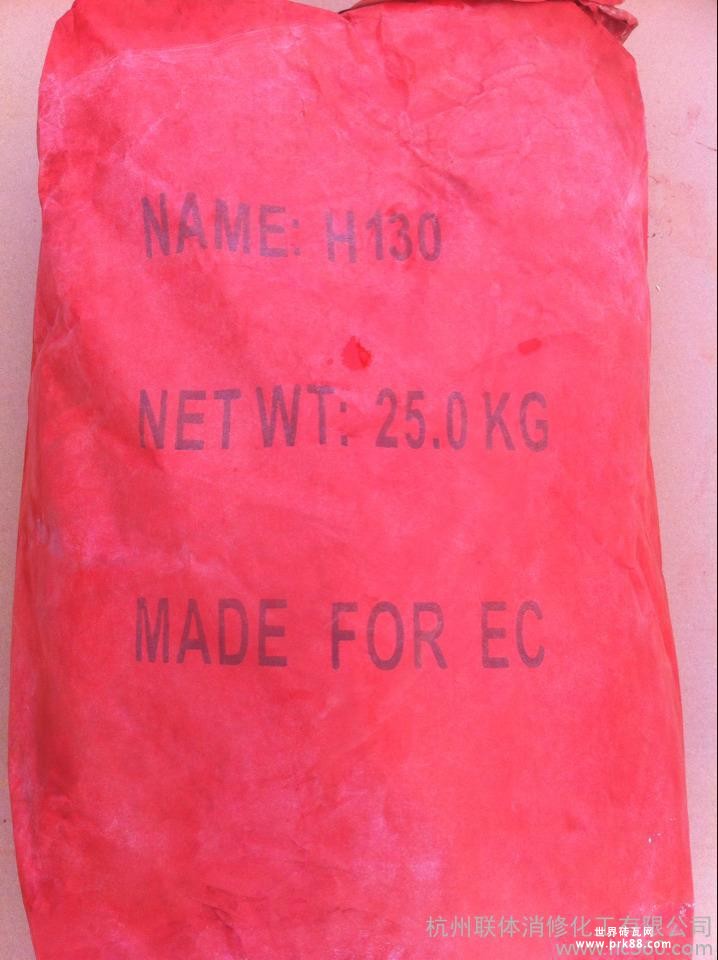 NAME: H130
NET WT: 25.0 KG
MADE FOR EC
杭州联体消修化工有限公司
世界砖瓦网
www.prk88.com